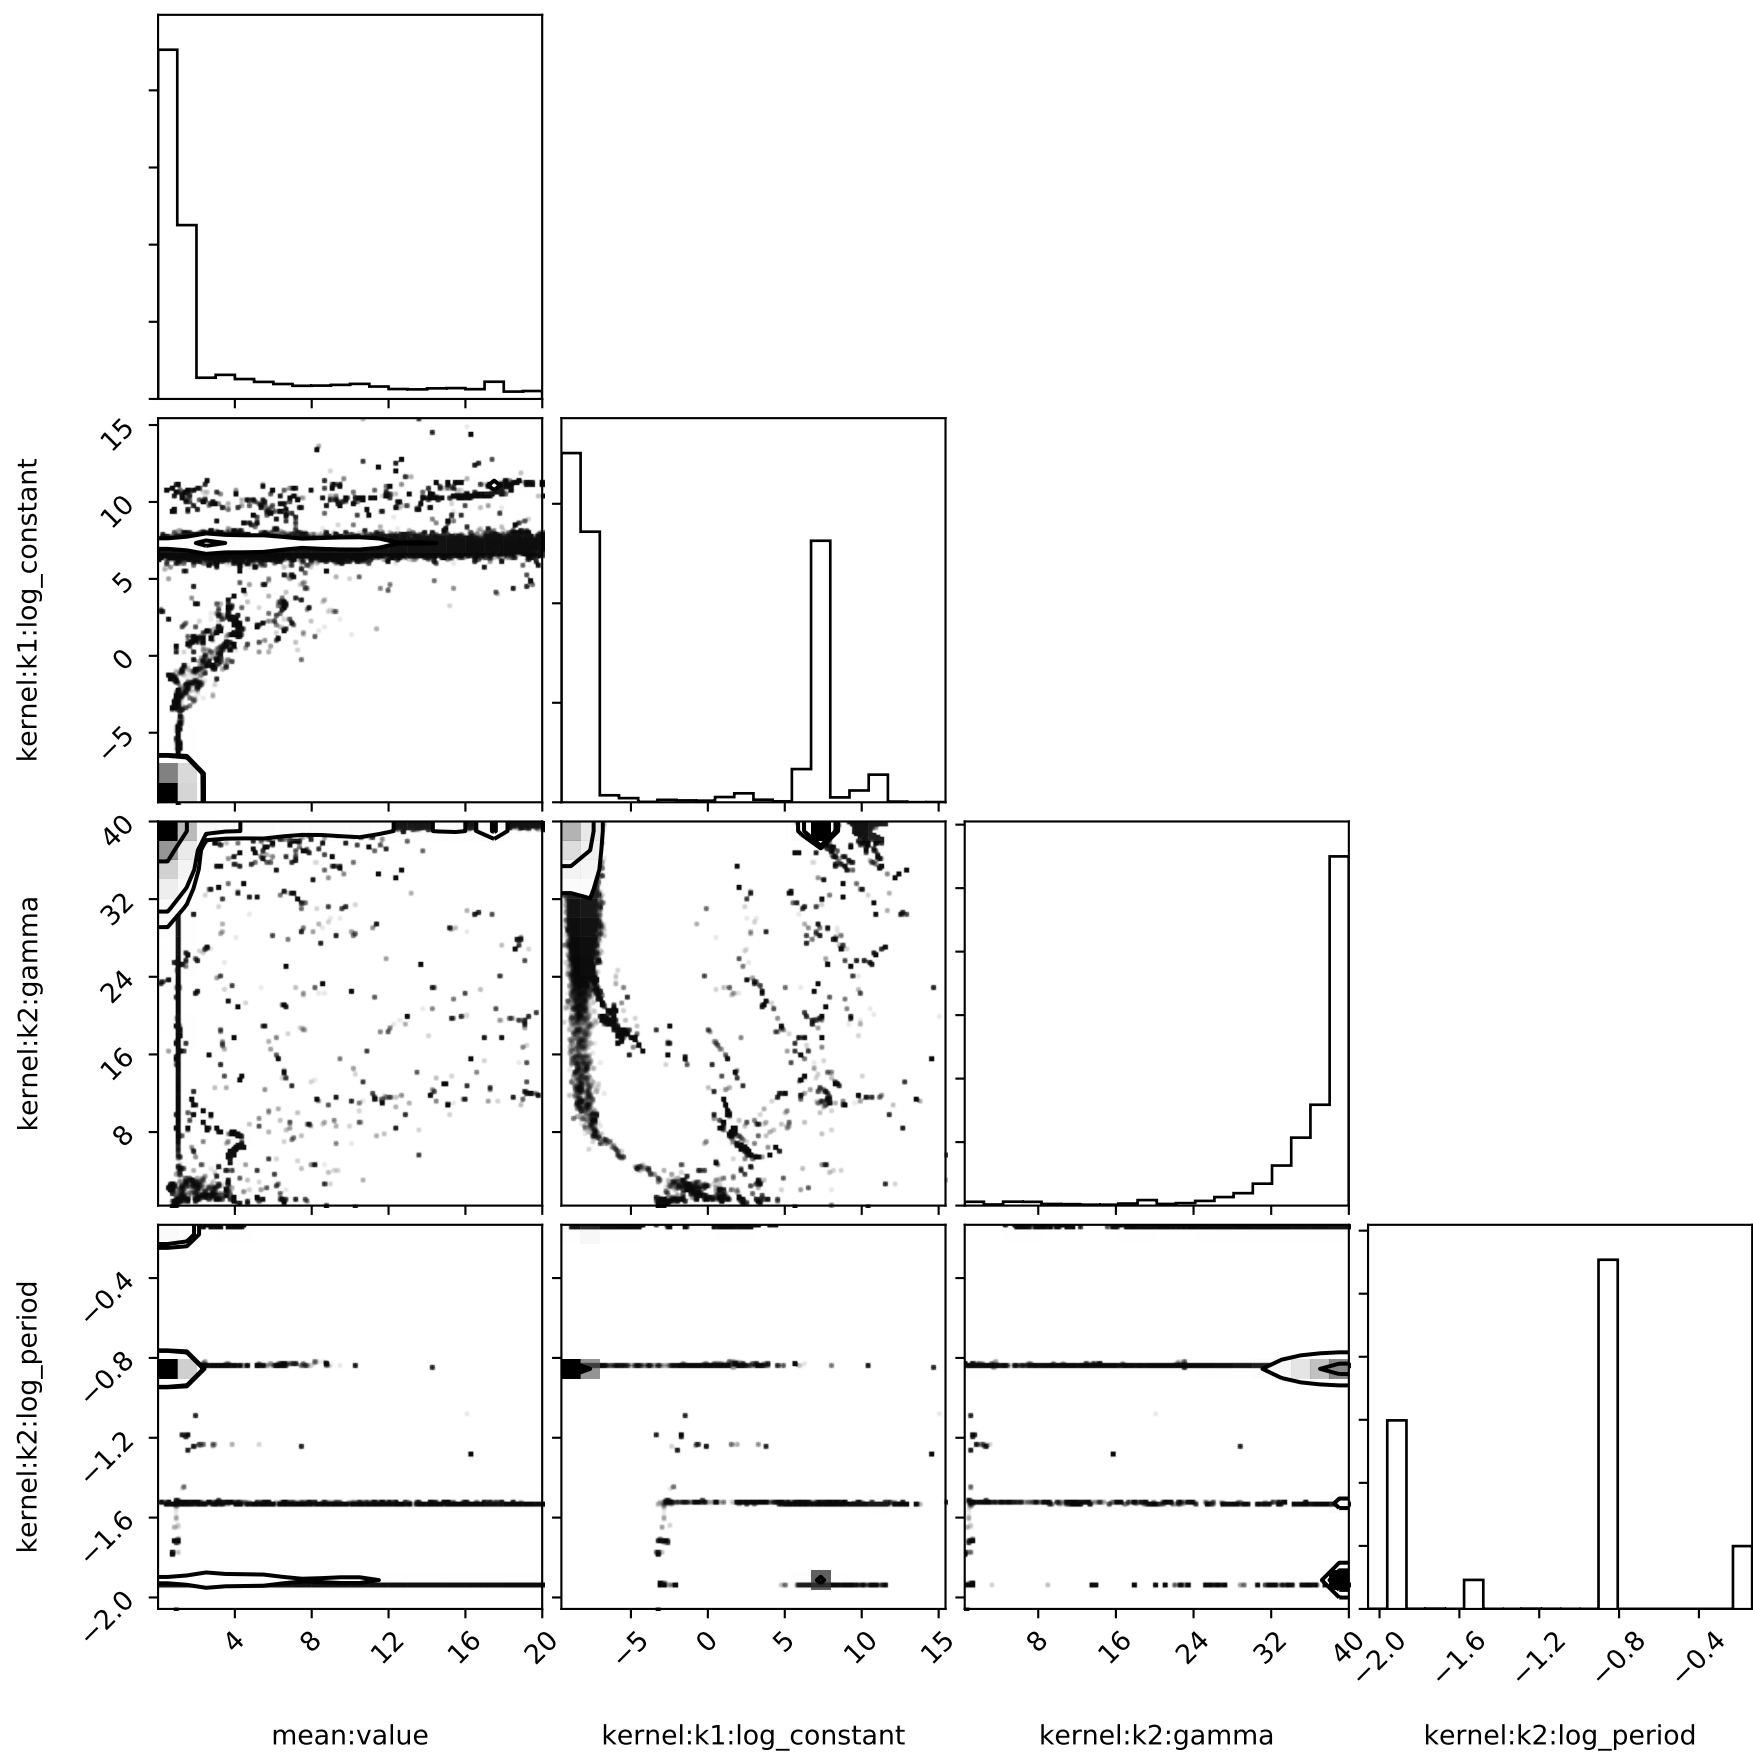 15
10
5
0
−5
kernel:k1:log_constant
40
32
24
16
8
kernel:k2:gamma
−0.4
−0.8
−1.2
−1.6
−2.0
kernel:k2:log_period
4 8 12 16 20
−5 0 5 10 15
8 16 24 32 40
−2.0 −1.6 −1.2 −0.8 −0.4
mean:value
kernel:k1:log_constant
kernel:k2:gamma
kernel:k2:log_period